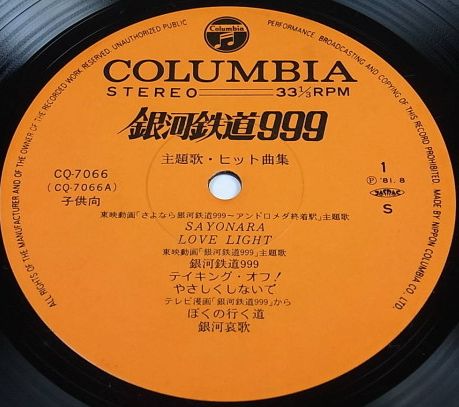 ALL RIGHTS OF THE MANUFACTURER AND OF THE OWNER OF THE RECORDED WORK RESERVED. UNAUTHORIZED PUBLIC PERFORMANCE, BROADCASTING AND COPYING OF THIS RECORD PROHIBITED. MADE BY NIPPON COLUMBIA CO., LTD.
Columbia
COLUMBIA
STEREO 33 1/3 RPM
銀河鉄道999
主題歌・ヒット曲集
CQ-7066
(CQ-7066A)
子供向
1
Ⓟ '81.8
S
東映動画「さよなら銀河鉄道999〜アンドロメダ終着駅」主題歌
SAYONARA
LOVE LIGHT
東映動画「銀河鉄道999」主題歌
銀河鉄道999
テイキング・オフ!
やさしくしないで
テレビ漫画「銀河鉄道999」から
ぼくの行く道
銀河哀歌